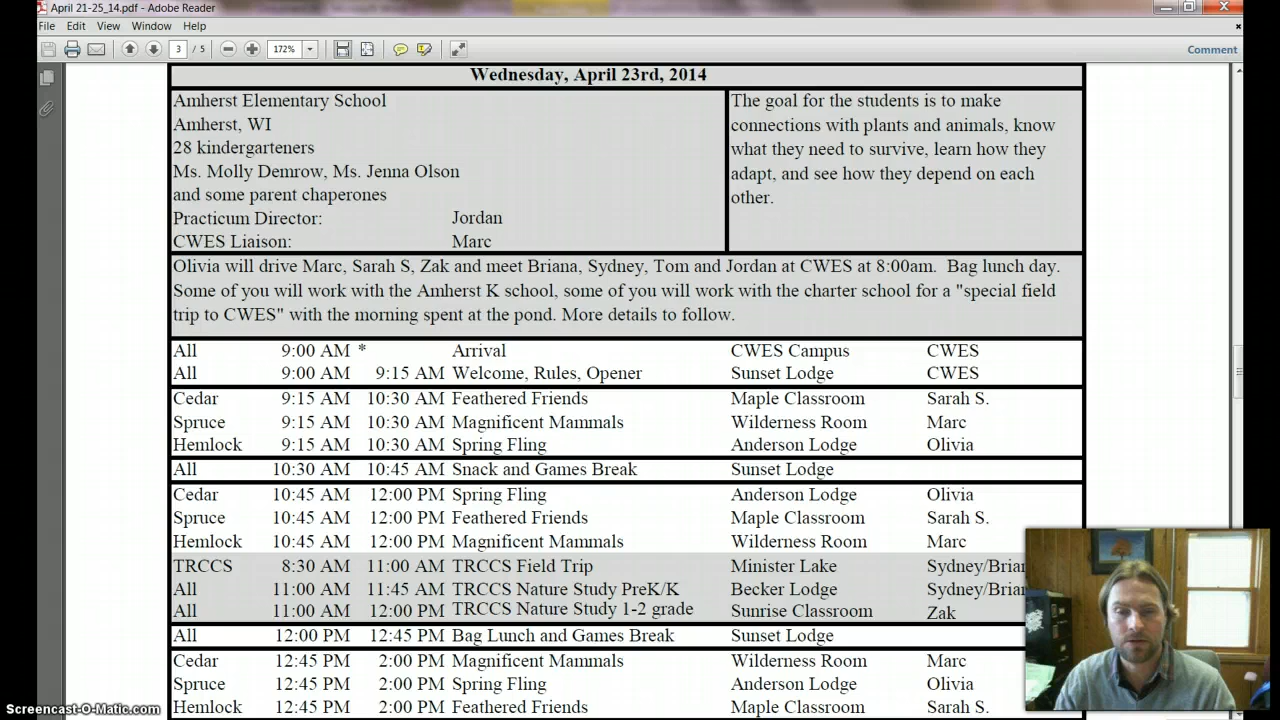 April 21-25_14.pdf - Adobe Reader
File Edit View Window Help
3 / 5 172% Comment
Wednesday, April 23rd, 2014
Amherst Elementary School
Amherst, WI
28 kindergarteners
Ms. Molly Demrow, Ms. Jenna Olson
and some parent chaperones
Practicum Director: Jordan
CWES Liaison: Marc
The goal for the students is to make
connections with plants and animals, know
what they need to survive, learn how they
adapt, and see how they depend on each
other.
Olivia will drive Marc, Sarah S, Zak and meet Briana, Sydney, Tom and Jordan at CWES at 8:00am. Bag lunch day.
Some of you will work with the Amherst K school, some of you will work with the charter school for a "special field
trip to CWES" with the morning spent at the pond. More details to follow.
All 9:00 AM * Arrival CWES Campus CWES
All 9:00 AM 9:15 AM Welcome, Rules, Opener Sunset Lodge CWES
Cedar 9:15 AM 10:30 AM Feathered Friends Maple Classroom Sarah S.
Spruce 9:15 AM 10:30 AM Magnificent Mammals Wilderness Room Marc
Hemlock 9:15 AM 10:30 AM Spring Fling Anderson Lodge Olivia
All 10:30 AM 10:45 AM Snack and Games Break Sunset Lodge
Cedar 10:45 AM 12:00 PM Spring Fling Anderson Lodge Olivia
Spruce 10:45 AM 12:00 PM Feathered Friends Maple Classroom Sarah S.
Hemlock 10:45 AM 12:00 PM Magnificent Mammals Wilderness Room Marc
TRCCS 8:30 AM 11:00 AM TRCCS Field Trip Minister Lake Sydney/Brian
All 11:00 AM 11:45 AM TRCCS Nature Study PreK/K Becker Lodge Sydney/Brian
All 11:00 AM 12:00 PM TRCCS Nature Study 1-2 grade Sunrise Classroom Zak
All 12:00 PM 12:45 PM Bag Lunch and Games Break Sunset Lodge
Cedar 12:45 PM 2:00 PM Magnificent Mammals Wilderness Room Marc
Spruce 12:45 PM 2:00 PM Spring Fling Anderson Lodge Olivia
Hemlock 12:45 PM 2:00 PM Feathered Friends Maple Classroom Sarah S.
Screencast-O-Matic.com